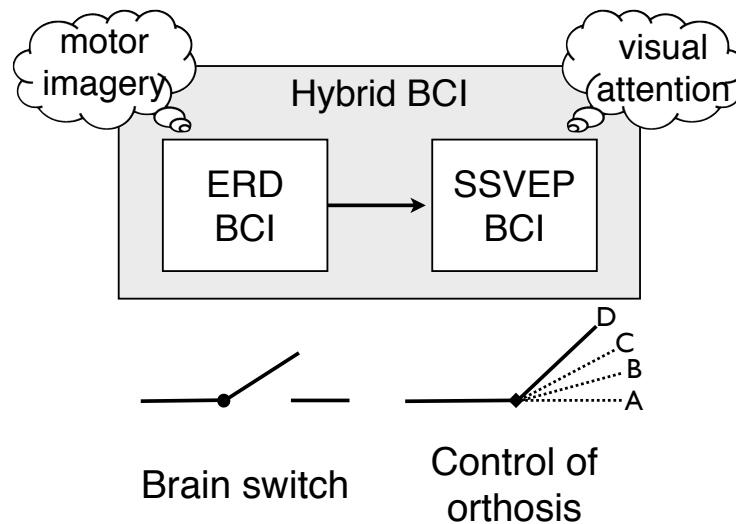 motor
imagery
visual
attention
Hybrid BCI
ERD
BCI
SSVEP
BCI
D
C
B
A
Brain switch
Control of
orthosis